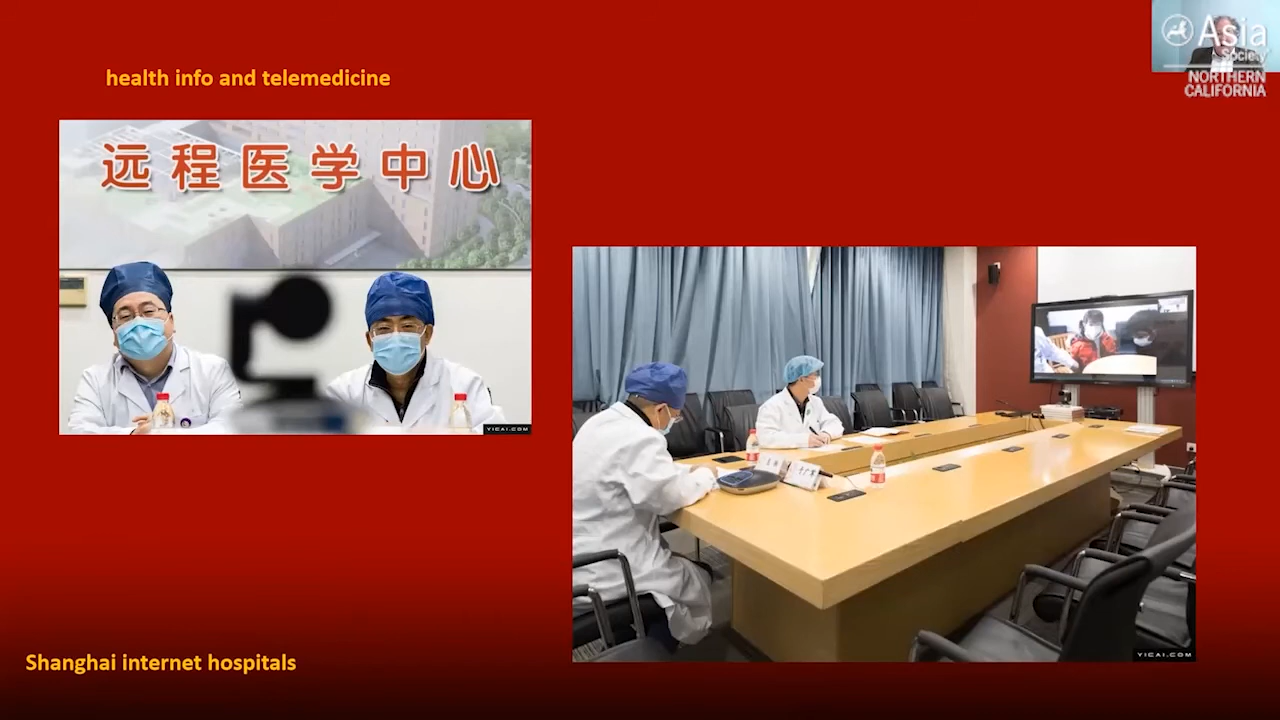 health info and telemedicine
Asia
Society
NORTHERN
CALIFORNIA
远程医学中心
YICAI.COM
YICAI.COM
Shanghai internet hospitals